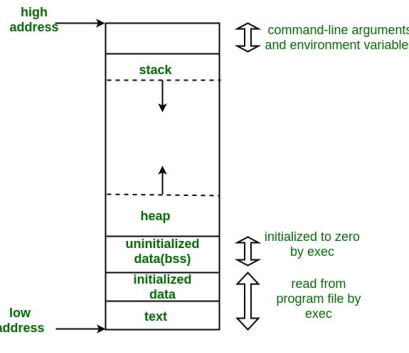 high
address
command-line arguments
and environment variables
stack
heap
uninitialized
data(bss)
initialized to zero
by exec
initialized
data
read from
program file by
exec
text
low
address